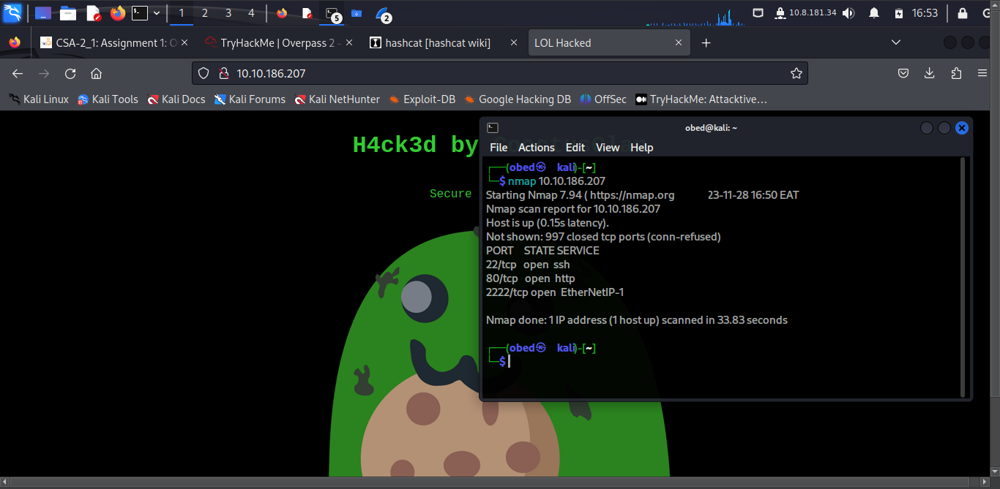 1 2 3 4 5 2 10.8.181.34 16:53
CSA-2_1: Assignment 1: O TryHackMe | Overpass 2 - hashcat [hashcat wiki] LOL Hacked
10.10.186.207
Kali Linux Kali Tools Kali Docs Kali Forums Kali NetHunter Exploit-DB Google Hacking DB OffSec TryHackMe: Attacktive…
H4ck3d by
Secure
obed@kali: ~
File Actions Edit View Help
┌──(obed㉿ kali)-[~]
└─$ nmap 10.10.186.207
Starting Nmap 7.94 ( https://nmap.org 23-11-28 16:50 EAT
Nmap scan report for 10.10.186.207
Host is up (0.15s latency).
Not shown: 997 closed tcp ports (conn-refused)
PORT STATE SERVICE
22/tcp open ssh
80/tcp open http
2222/tcp open EtherNetIP-1
Nmap done: 1 IP address (1 host up) scanned in 33.83 seconds
┌──(obed㉿ kali)-[~]
└─$